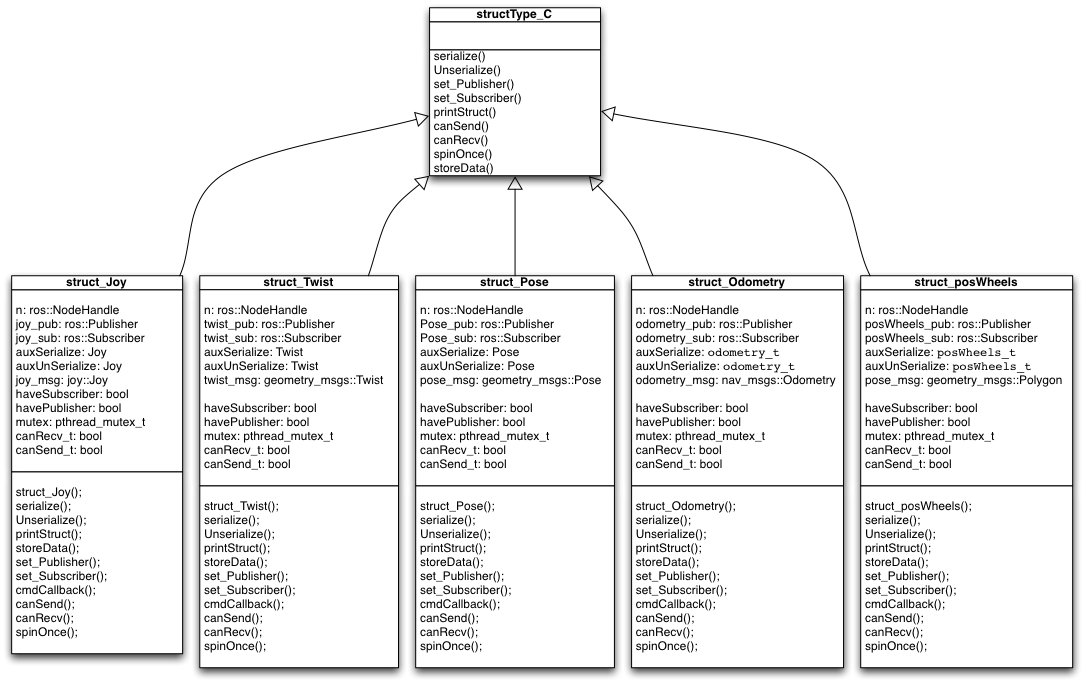 structType_C
serialize()
Unserialize()
set_Publisher()
set_Subscriber()
printStruct()
canSend()
canRecv()
spinOnce()
storeData()
struct_Joy
n: ros::NodeHandle
joy_pub: ros::Publisher
joy_sub: ros::Subscriber
auxSerialize: Joy
auxUnSerialize: Joy
joy_msg: joy::Joy
haveSubscriber: bool
havePublisher: bool
mutex: pthread_mutex_t
canRecv_t: bool
canSend_t: bool
struct_Joy();
serialize();
Unserialize();
printStruct();
storeData();
set_Publisher();
set_Subscriber();
cmdCallback();
canSend();
canRecv();
spinOnce();
struct_Twist
n: ros::NodeHandle
twist_pub: ros::Publisher
twist_sub: ros::Subscriber
auxSerialize: Twist
auxUnSerialize: Twist
twist_msg: geometry_msgs::Twist
haveSubscriber: bool
havePublisher: bool
mutex: pthread_mutex_t
canRecv_t: bool
canSend_t: bool
struct_Twist();
serialize();
Unserialize();
printStruct();
storeData();
set_Publisher();
set_Subscriber();
cmdCallback();
canSend();
canRecv();
spinOnce();
struct_Pose
n: ros::NodeHandle
Pose_pub: ros::Publisher
Pose_sub: ros::Subscriber
auxSerialize: Pose
auxUnSerialize: Pose
pose_msg: geometry_msgs::Pose
haveSubscriber: bool
havePublisher: bool
mutex: pthread_mutex_t
canRecv_t: bool
canSend_t: bool
struct_Pose();
serialize();
Unserialize();
printStruct();
storeData();
set_Publisher();
set_Subscriber();
cmdCallback();
canSend();
canRecv();
spinOnce();
struct_Odometry
n: ros::NodeHandle
odometry_pub: ros::Publisher
odometry_sub: ros::Subscriber
auxSerialize: odometry_t
auxUnSerialize: odometry_t
odometry_msg: nav_msgs::Odometry
haveSubscriber: bool
havePublisher: bool
mutex: pthread_mutex_t
canRecv_t: bool
canSend_t: bool
struct_Odometry();
serialize();
Unserialize();
printStruct();
storeData();
set_Publisher();
set_Subscriber();
cmdCallback();
canSend();
canRecv();
spinOnce();
struct_posWheels
n: ros::NodeHandle
posWheels_pub: ros::Publisher
posWheels_sub: ros::Subscriber
auxSerialize: posWheels_t
auxUnSerialize: posWheels_t
pose_msg: geometry_msgs::Polygon
haveSubscriber: bool
havePublisher: bool
mutex: pthread_mutex_t
canRecv_t: bool
canSend_t: bool
struct_posWheels();
serialize();
Unserialize();
printStruct();
storeData();
set_Publisher();
set_Subscriber();
cmdCallback();
canSend();
canRecv();
spinOnce();